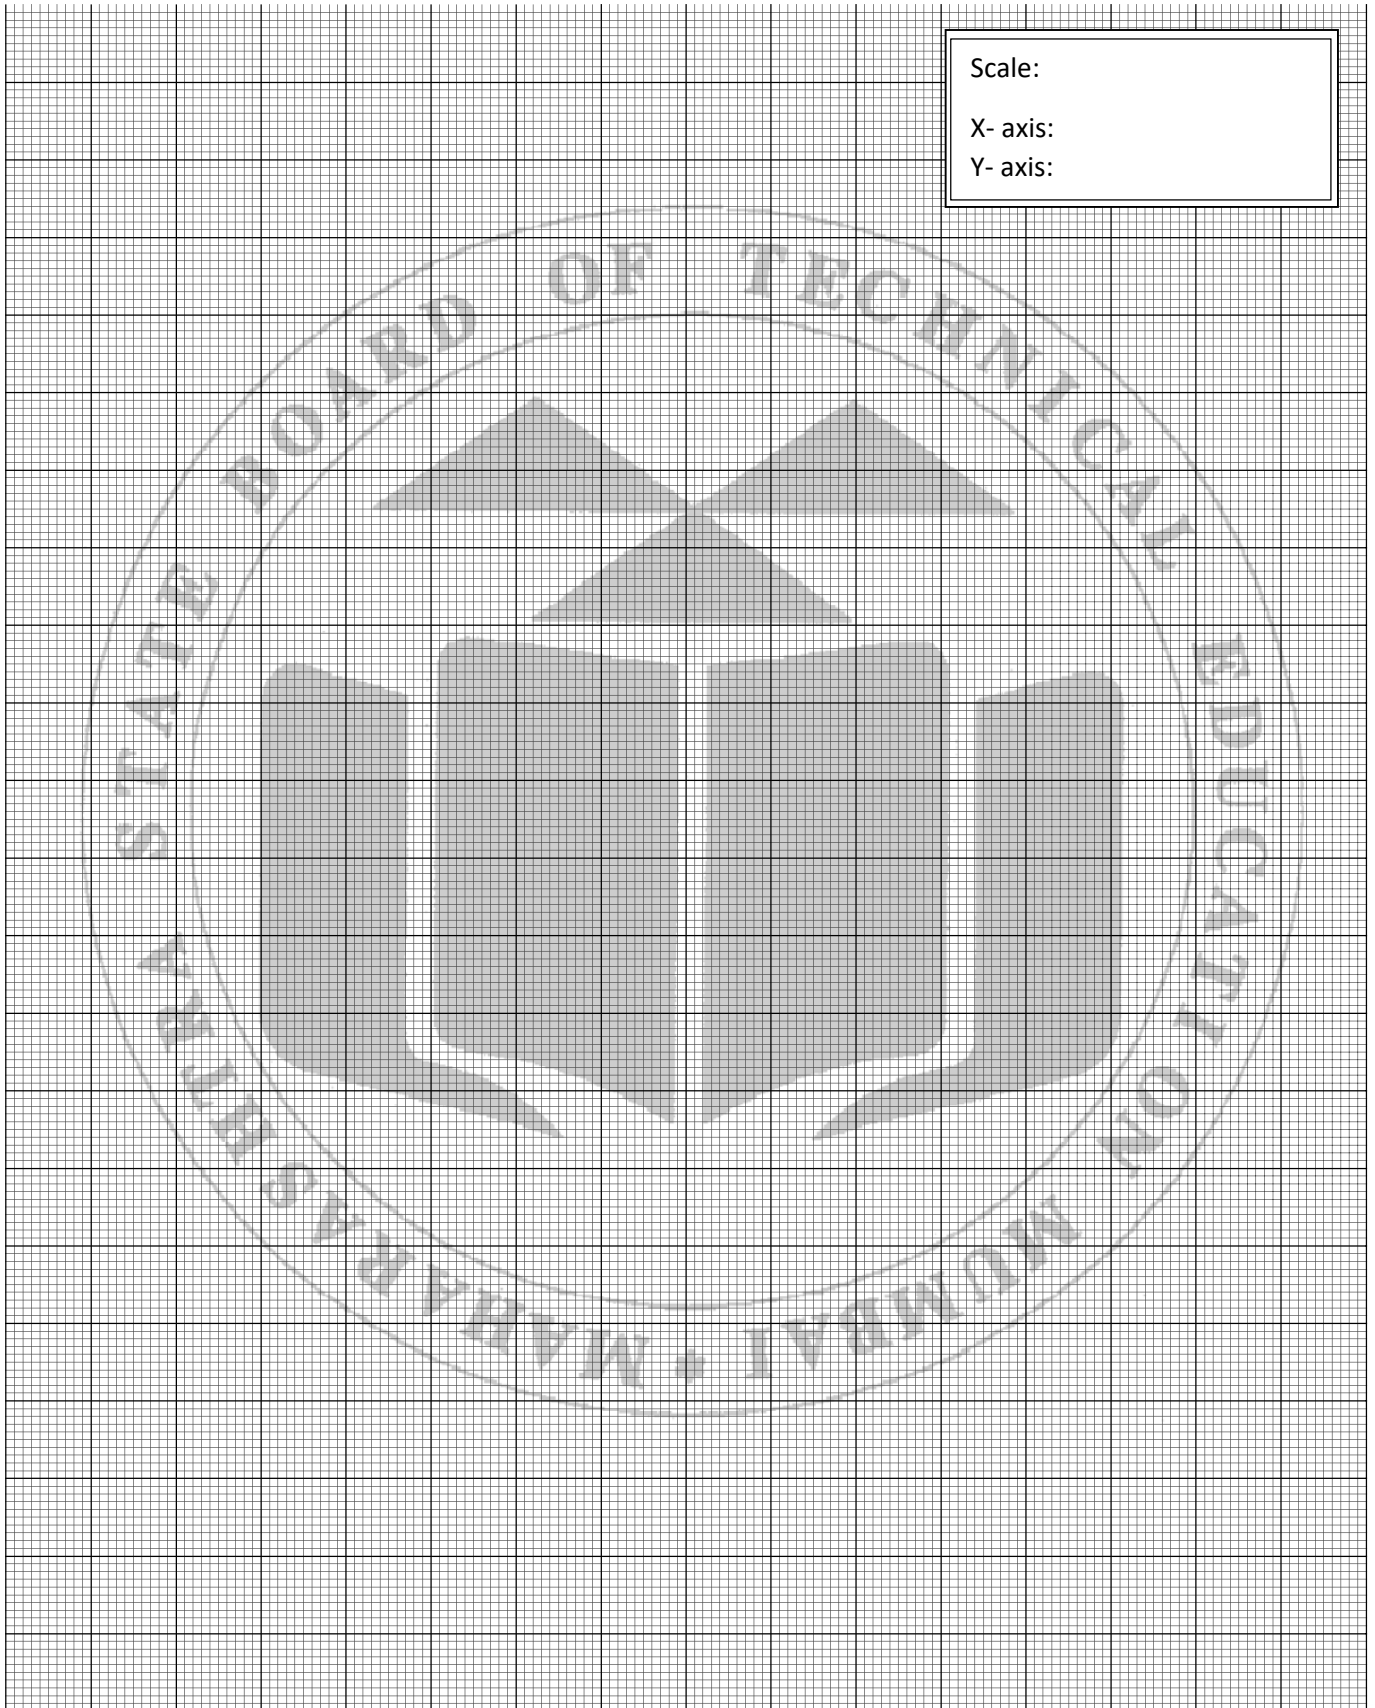 Scale:
X- axis:
Y- axis:
MAHARASHTRA STATE BOARD OF TECHNICAL EDUCATION MUMBAI